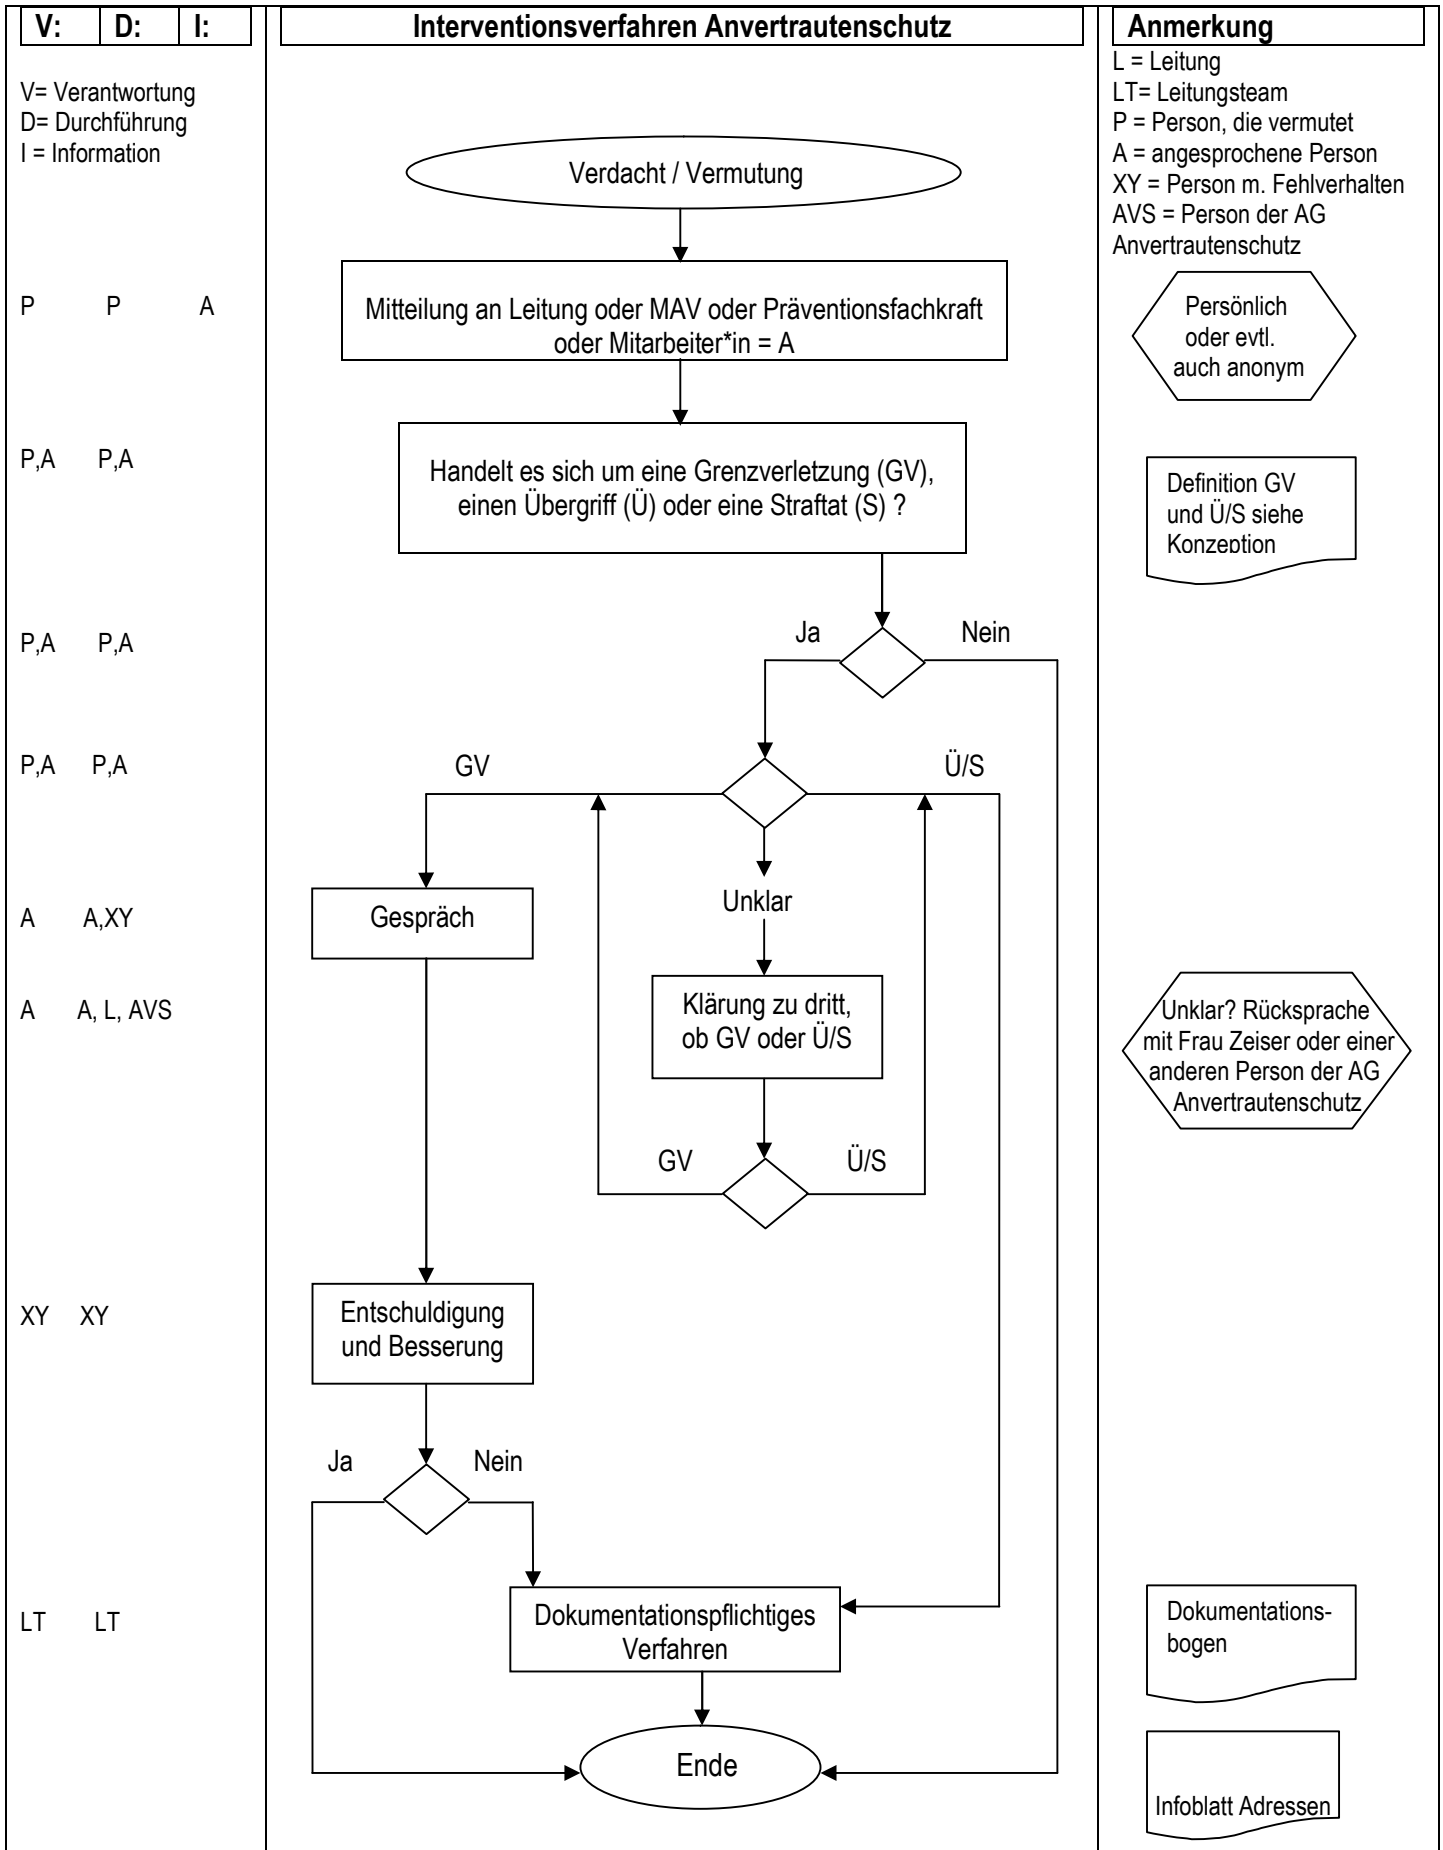 V: D: I:
Interventionsverfahren Anvertrautenschutz
Anmerkung
V= Verantwortung
D= Durchführung
I = Information
L = Leitung
LT= Leitungsteam
P = Person, die vermutet
A = angesprochene Person
XY = Person m. Fehlverhalten
AVS = Person der AG
Anvertrautenschutz
Verdacht / Vermutung
P P A
Mitteilung an Leitung oder MAV oder Präventionsfachkraft
oder Mitarbeiter*in = A
Persönlich
oder evtl.
auch anonym
P,A P,A
Handelt es sich um eine Grenzverletzung (GV),
einen Übergriff (Ü) oder eine Straftat (S) ?
Definition GV
und Ü/S siehe
Konzeption
P,A P,A
Ja Nein
P,A P,A
GV Ü/S
A A,XY
Gespräch
Unklar
A A, L, AVS
Klärung zu dritt,
ob GV oder Ü/S
Unklar? Rücksprache
mit Frau Zeiser oder einer
anderen Person der AG
Anvertrautenschutz
GV Ü/S
XY XY
Entschuldigung
und Besserung
Ja Nein
LT LT
Dokumentationspflichtiges
Verfahren
Dokumentations-
bogen
Ende
Infoblatt Adressen